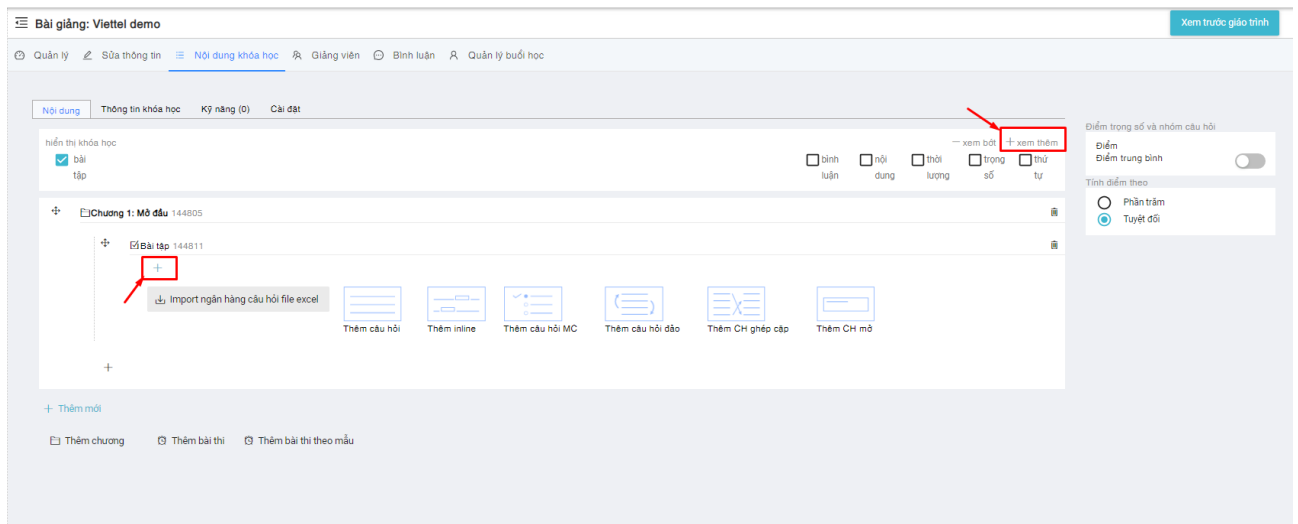 Bài giảng: Viettel demo
Xem trước giáo trình
Quản lý Sửa thông tin Nội dung khóa học Giảng viên Bình luận Quản lý buổi học
Nội dung Thông tin khóa học Kỹ năng (0) Cài đặt
hiển thị khóa học
xem bớt xem thêm
bài
tập
bình
luận
nội
dung
thời
lượng
trọng
số
thứ
tự
Điểm trọng số và nhóm câu hỏi
Điểm
Điểm trung bình
Tính điểm theo
Phần trăm
Tuyệt đối
Chương 1: Mở đầu 144805
Bài tập 144811
Import ngân hàng câu hỏi file excel
Thêm câu hỏi Thêm inline Thêm câu hỏi MC Thêm câu hỏi đảo Thêm CH ghép cặp Thêm CH mở
Thêm mới
Thêm chương Thêm bài thi Thêm bài thi theo mẫu